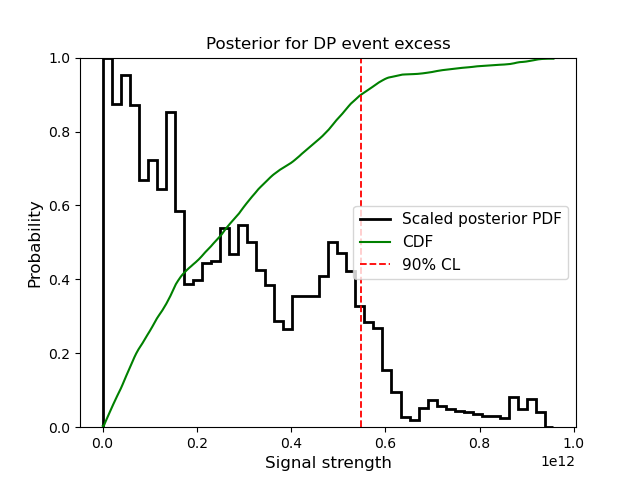 Posterior for DP event excess
1.0
0.8
0.6
0.4
0.2
0.0
Probability
Scaled posterior PDF
CDF
90% CL
0.0 0.2 0.4 0.6 0.8 1.0
1e12
Signal strength